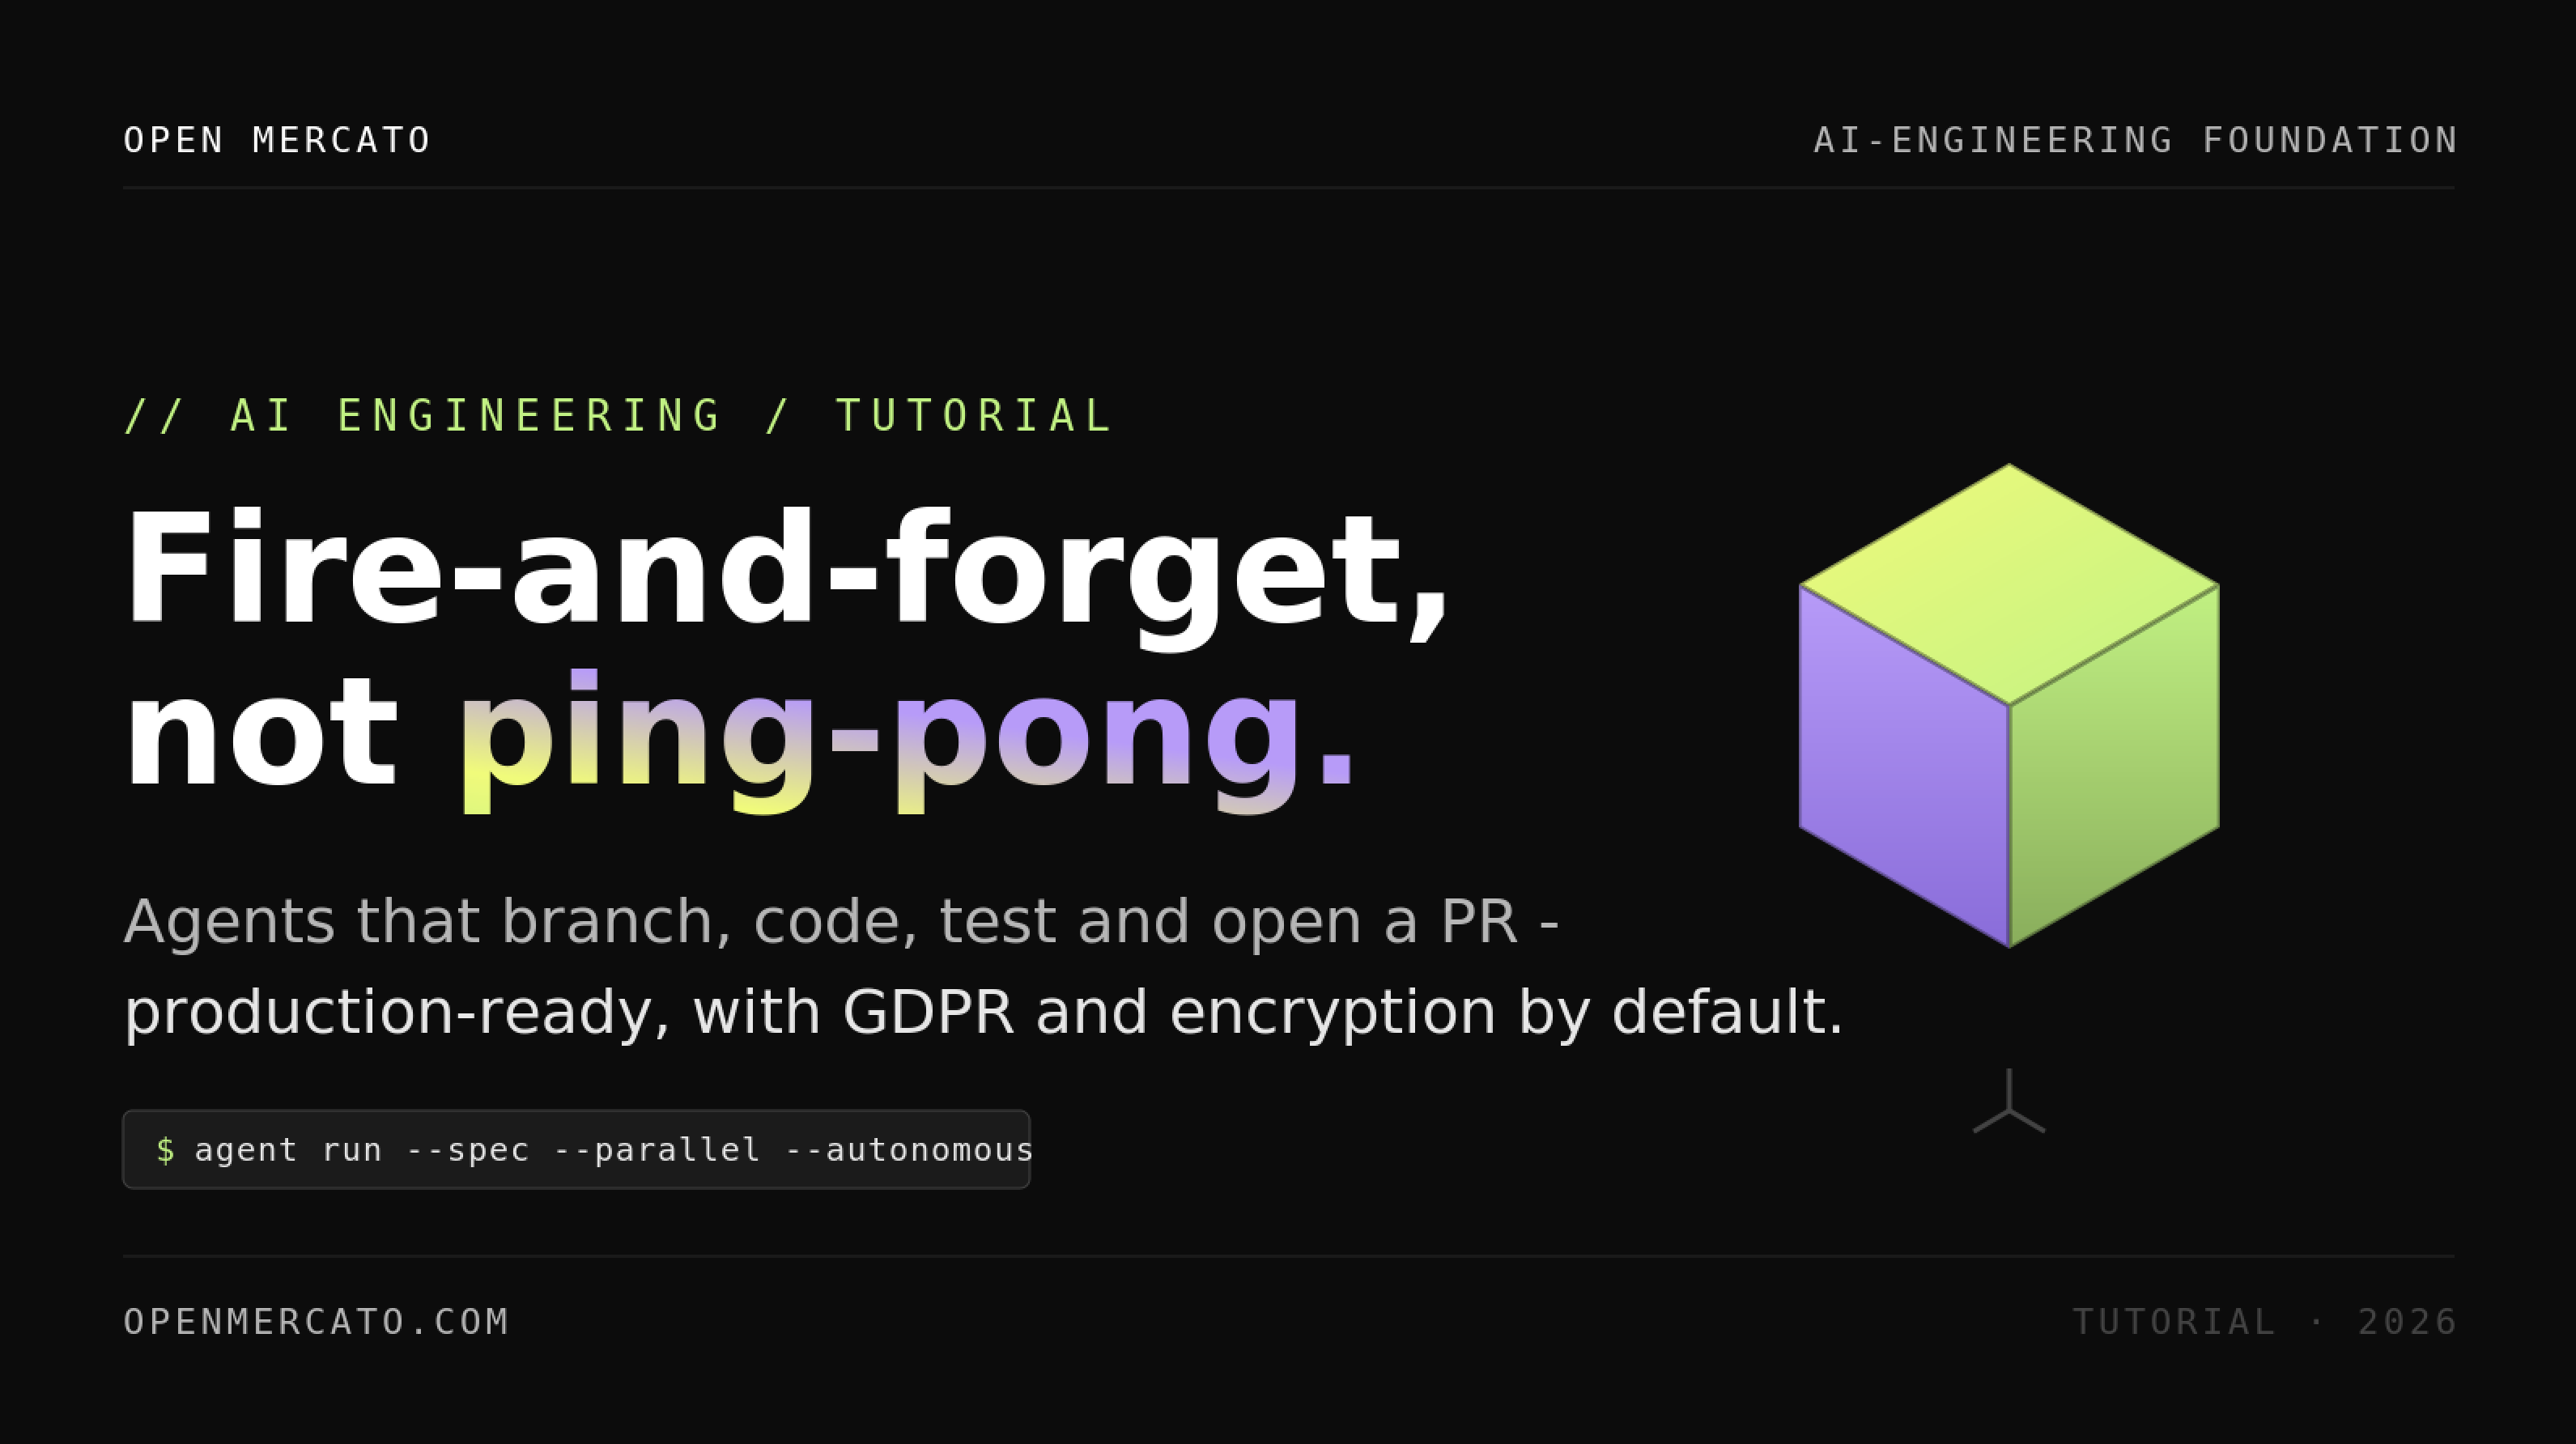 OPEN MERCATO
AI-ENGINEERING FOUNDATION
// AI ENGINEERING / TUTORIAL
Fire-and-forget,
not ping-pong.
Agents that branch, code, test and open a PR -
production-ready, with GDPR and encryption by default.
$ agent run --spec --parallel --autonomous
OPENMERCATO.COM
TUTORIAL · 2026